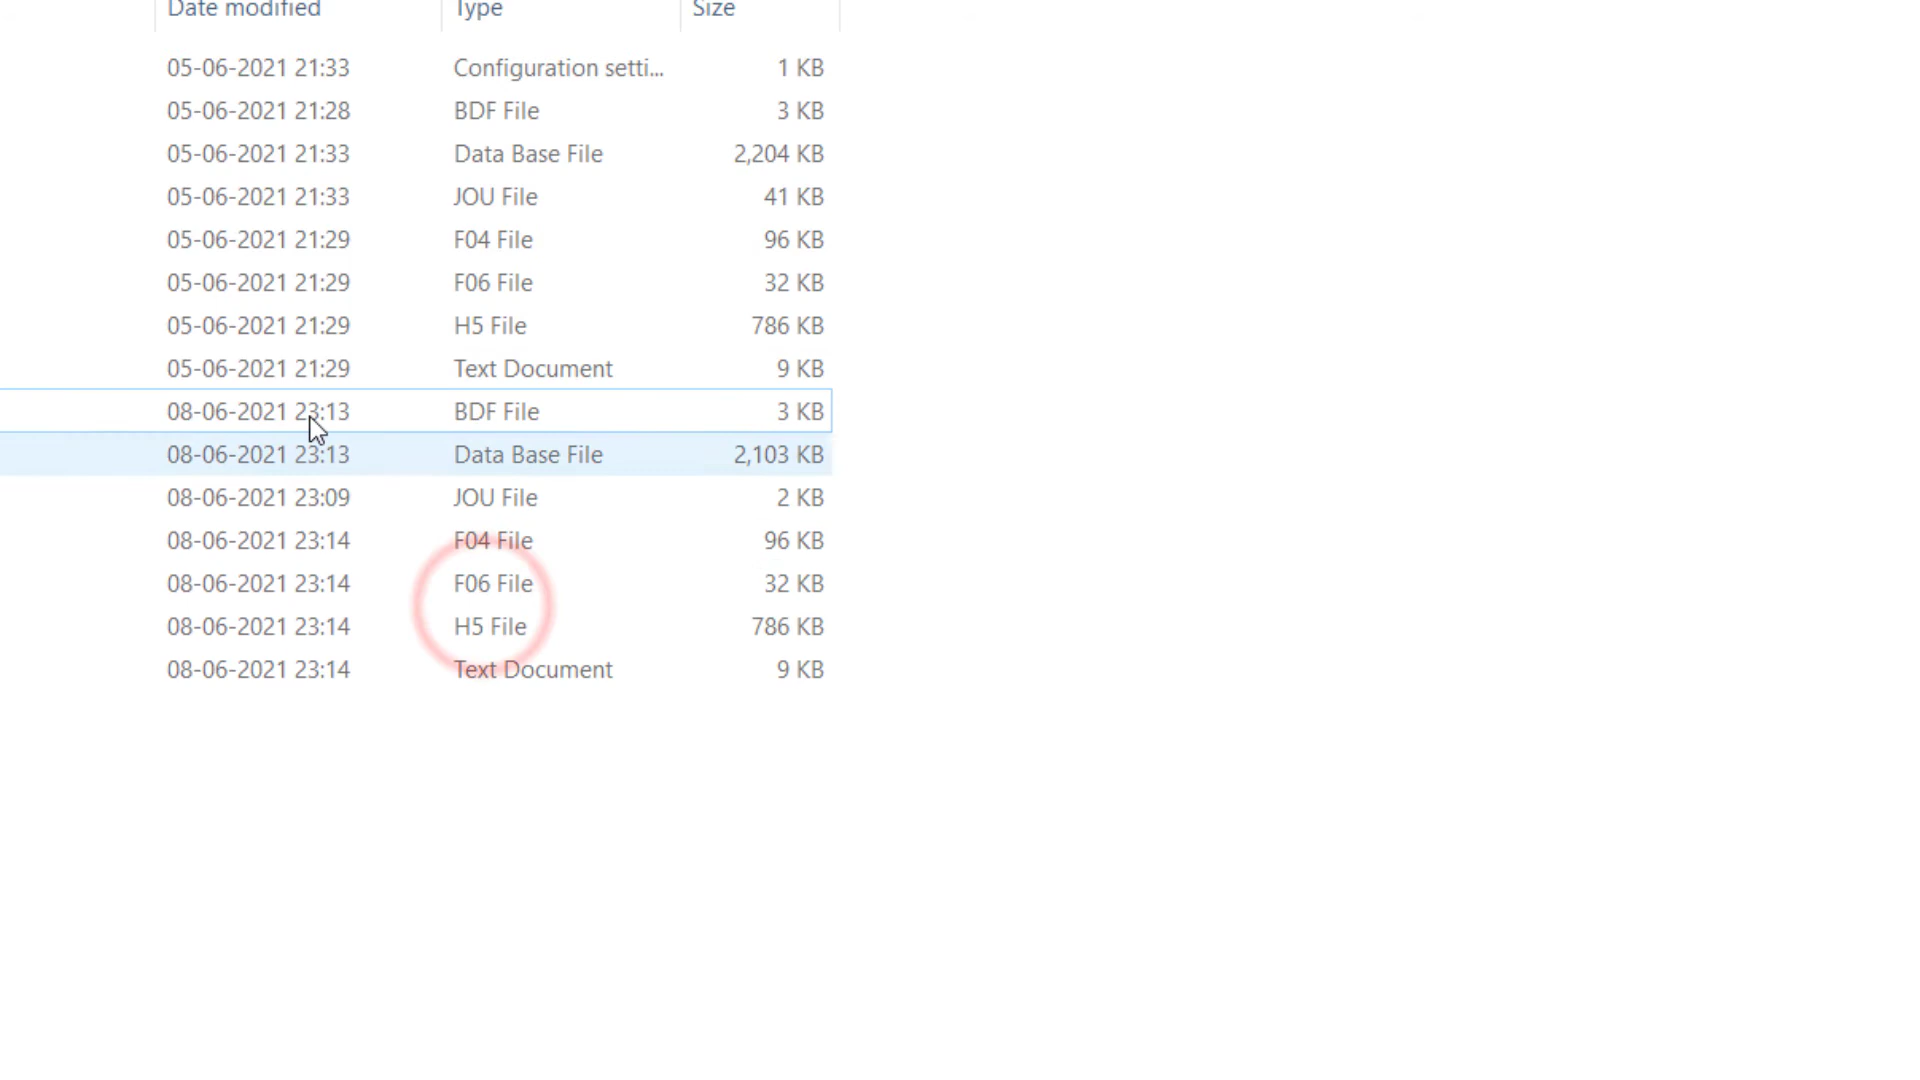 Date modified Type Size
05-06-2021 21:33 Configuration setti... 1 KB
05-06-2021 21:28 BDF File 3 KB
05-06-2021 21:33 Data Base File 2,204 KB
05-06-2021 21:33 JOU File 41 KB
05-06-2021 21:29 F04 File 96 KB
05-06-2021 21:29 F06 File 32 KB
05-06-2021 21:29 H5 File 786 KB
05-06-2021 21:29 Text Document 9 KB
08-06-2021 23:13 BDF File 3 KB
08-06-2021 23:13 Data Base File 2,103 KB
08-06-2021 23:09 JOU File 2 KB
08-06-2021 23:14 F04 File 96 KB
08-06-2021 23:14 F06 File 32 KB
08-06-2021 23:14 H5 File 786 KB
08-06-2021 23:14 Text Document 9 KB